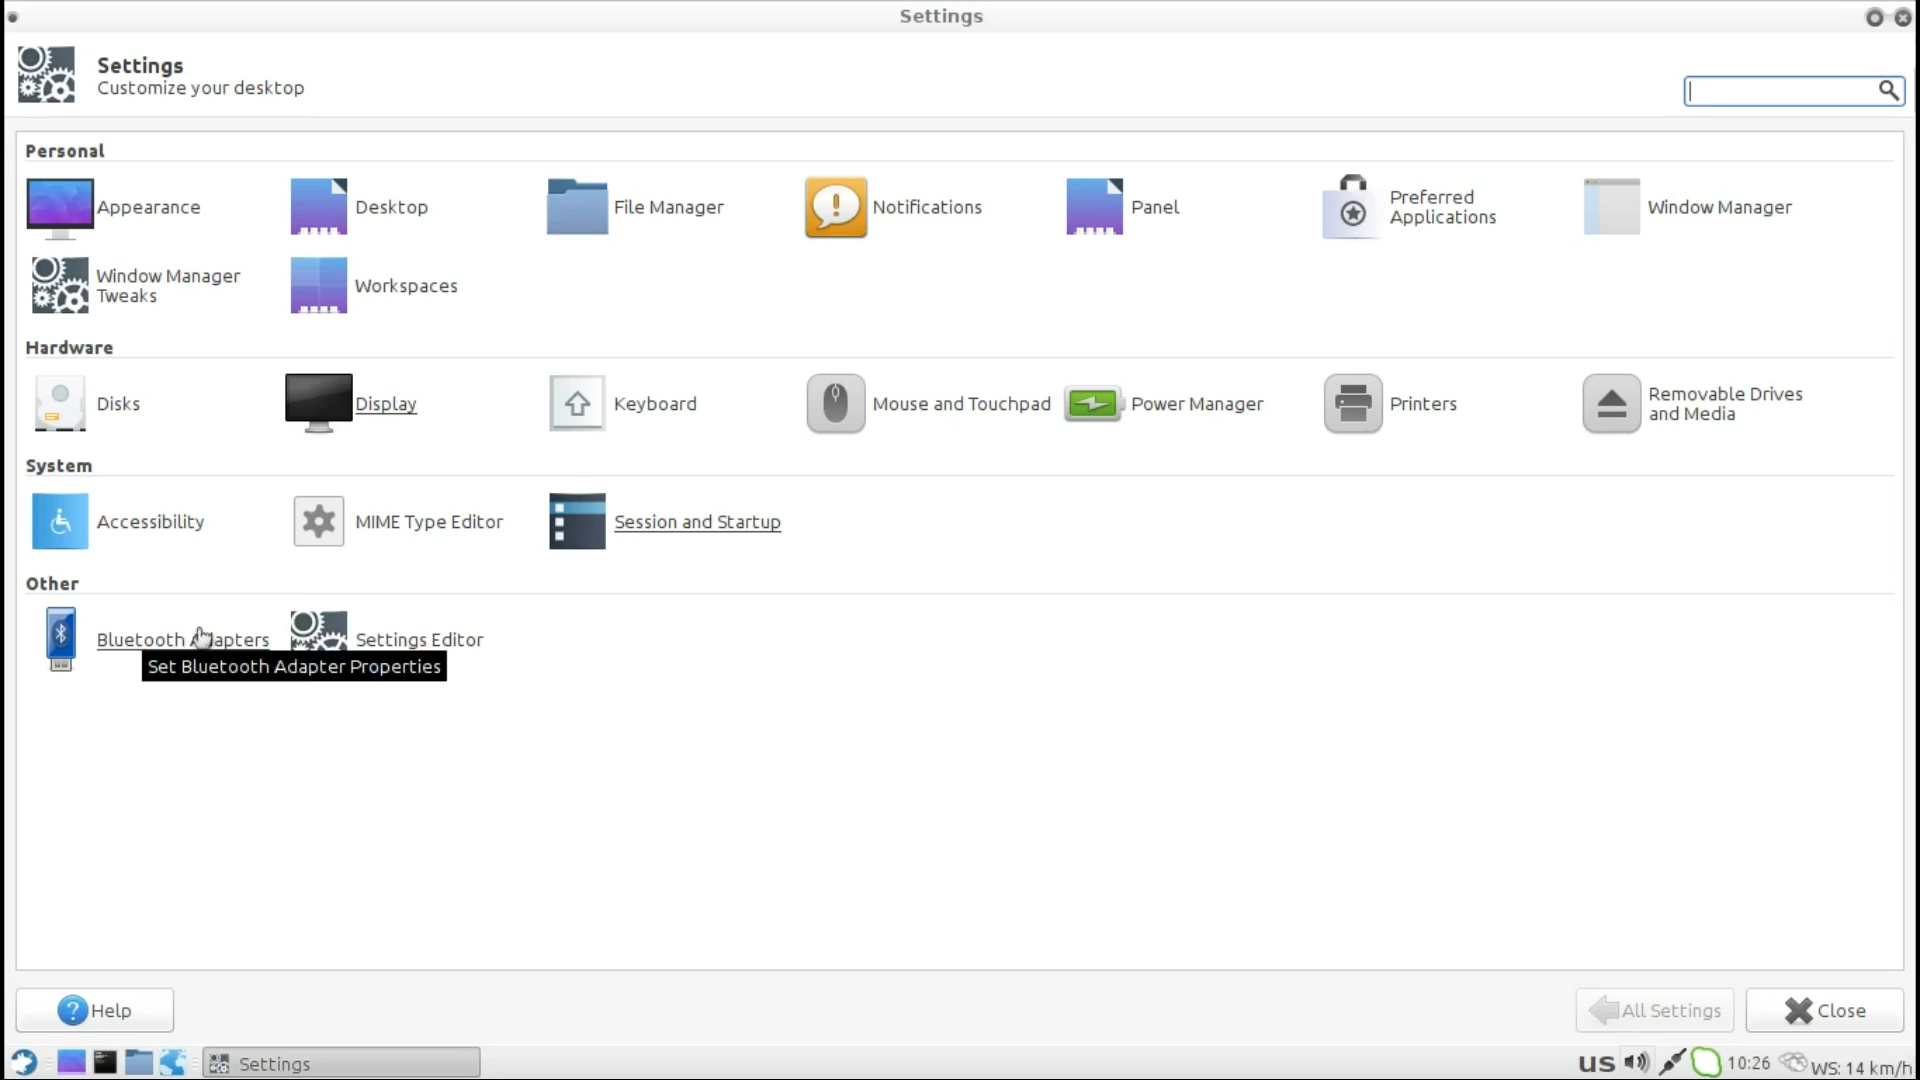 Settings
Settings
Customize your desktop
Personal
Appearance
Desktop
File Manager
Notifications
Panel
Preferred
Applications
Window Manager
Window Manager
Tweaks
Workspaces
Hardware
Disks
Display
Keyboard
Mouse and Touchpad
Power Manager
Printers
Removable Drives
and Media
System
Accessibility
MIME Type Editor
Session and Startup
Other
Bluetooth Adapters
Settings Editor
Set Bluetooth Adapter Properties
Help
All Settings
Close
Settings
us
10:26
WS: 14 km/h